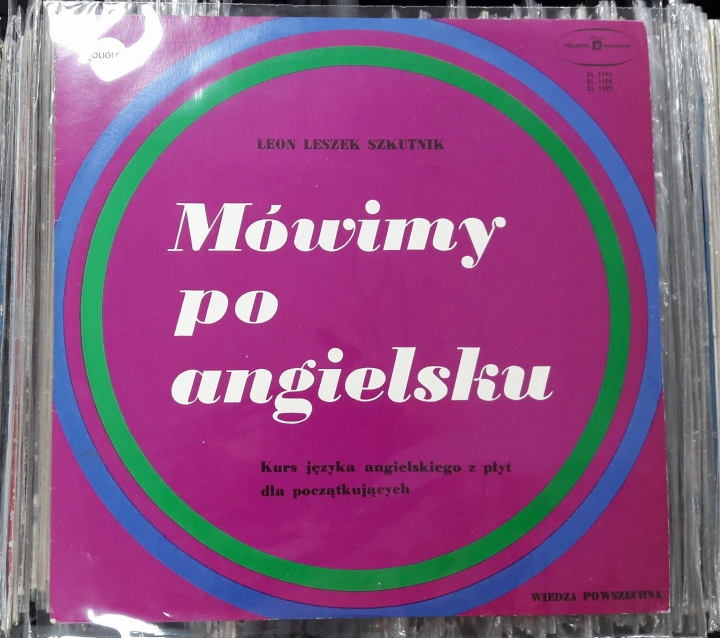 LEON LESZEK SZKUTNIK
Mówimy
po
angielsku
Kurs języka angielskiego z płyt
dla początkujących
WIEDZA POWSZECHNA